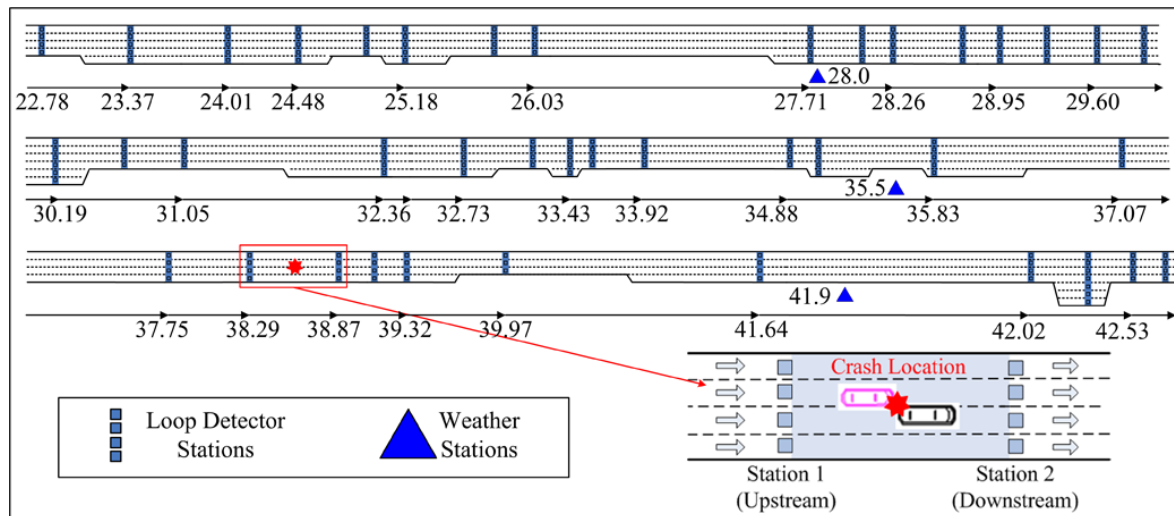 28.0
22.78 23.37 24.01 24.48 25.18 26.03 27.71 28.26 28.95 29.60
35.5
30.19 31.05 32.36 32.73 33.43 33.92 34.88 35.83 37.07
41.9
37.75 38.29 38.87 39.32 39.97 41.64 42.02 42.53
Crash Location
Loop Detector
Stations
Weather
Stations
Station 1
(Upstream)
Station 2
(Downstream)